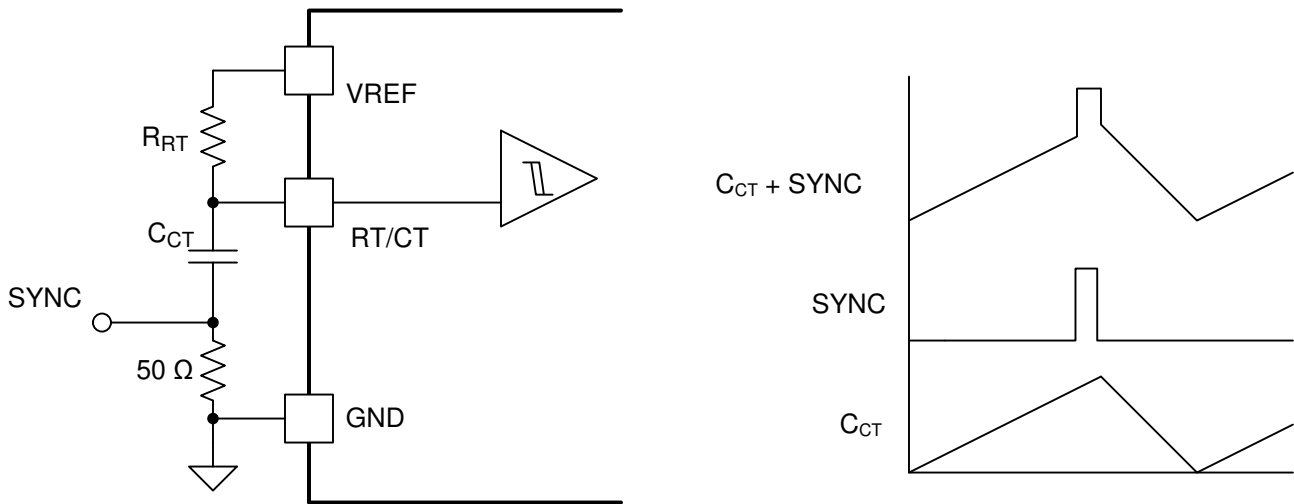 VREF
R_RT
RT/CT
C_CT
SYNC
50 Ω
GND
C_CT + SYNC
SYNC
C_CT